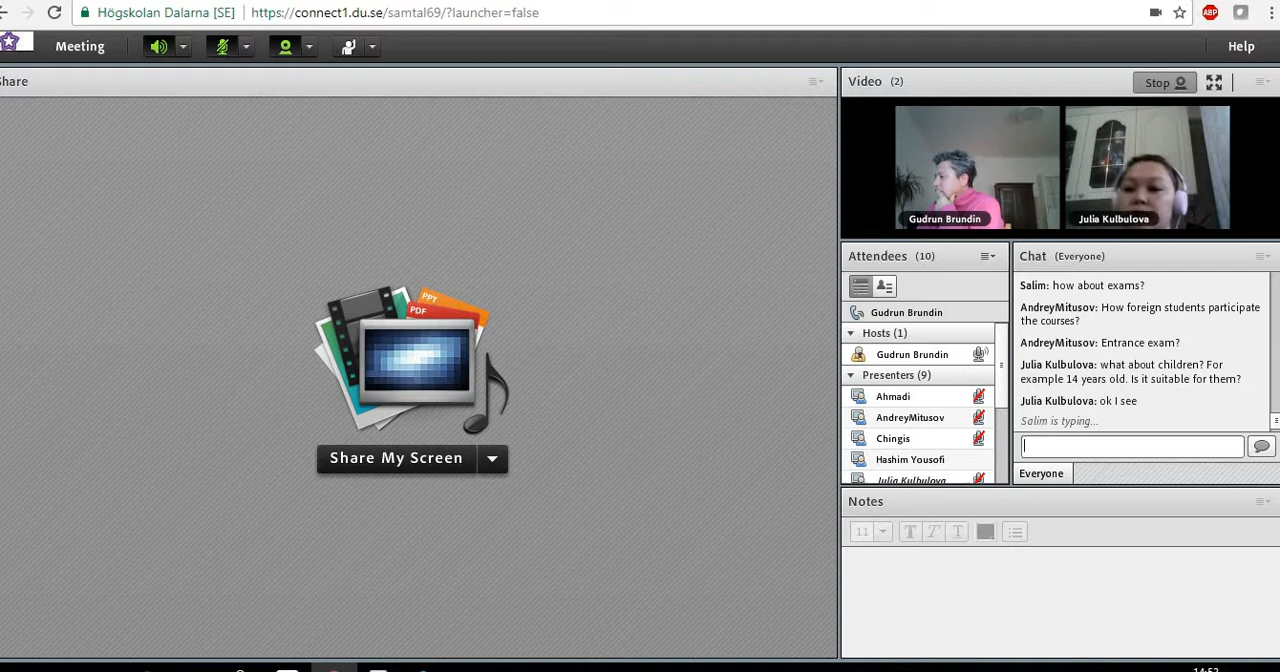 Högskolan Dalarna [SE] https://connect1.du.se/samtal69/?launcher=false
ABP
Meeting
Help
Share
Video (2)
Stop
Gudrun Brundin
Julia Kulbulova
Attendees (10)
Gudrun Brundin
Hosts (1)
Gudrun Brundin
Presenters (9)
Ahmadi
AndreyMitusov
Chingis
Hashim Yousofi
Julia Kulbulova
Chat (Everyone)
Salim: how about exams?
AndreyMitusov: How foreign students participate
the courses?
AndreyMitusov: Entrance exam?
Julia Kulbulova: what about children? For
example 14 years old. Is it suitable for them?
Julia Kulbulova: ok I see
Salim is typing...
Everyone
PPT
PDF
Share My Screen
Notes
11
T T T
14:52